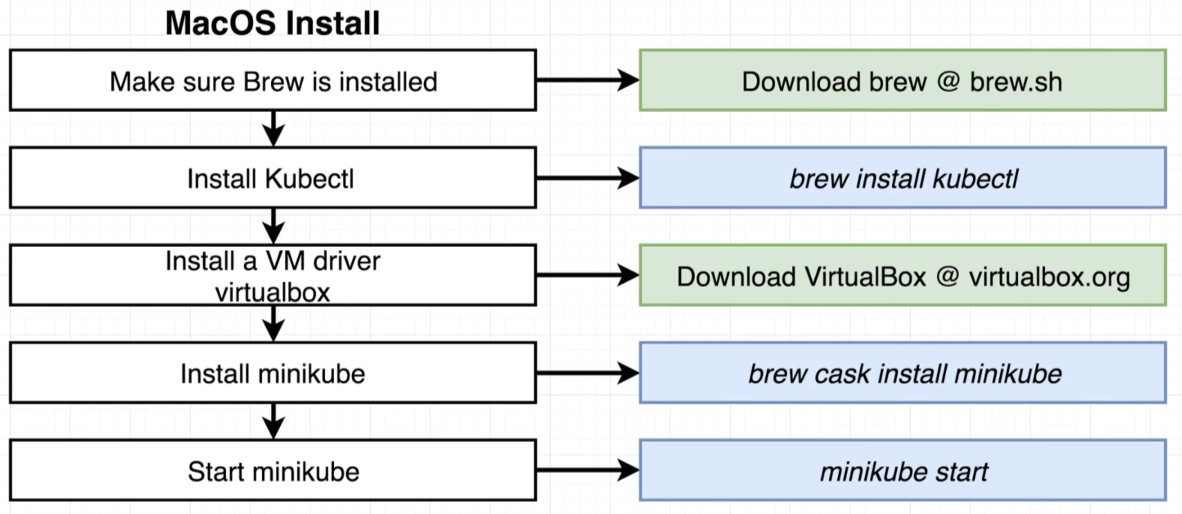 MacOS Install
Make sure Brew is installed
Download brew @ brew.sh
Install Kubectl
brew install kubectl
Install a VM driver
virtualbox
Download VirtualBox @ virtualbox.org
Install minikube
brew cask install minikube
Start minikube
minikube start